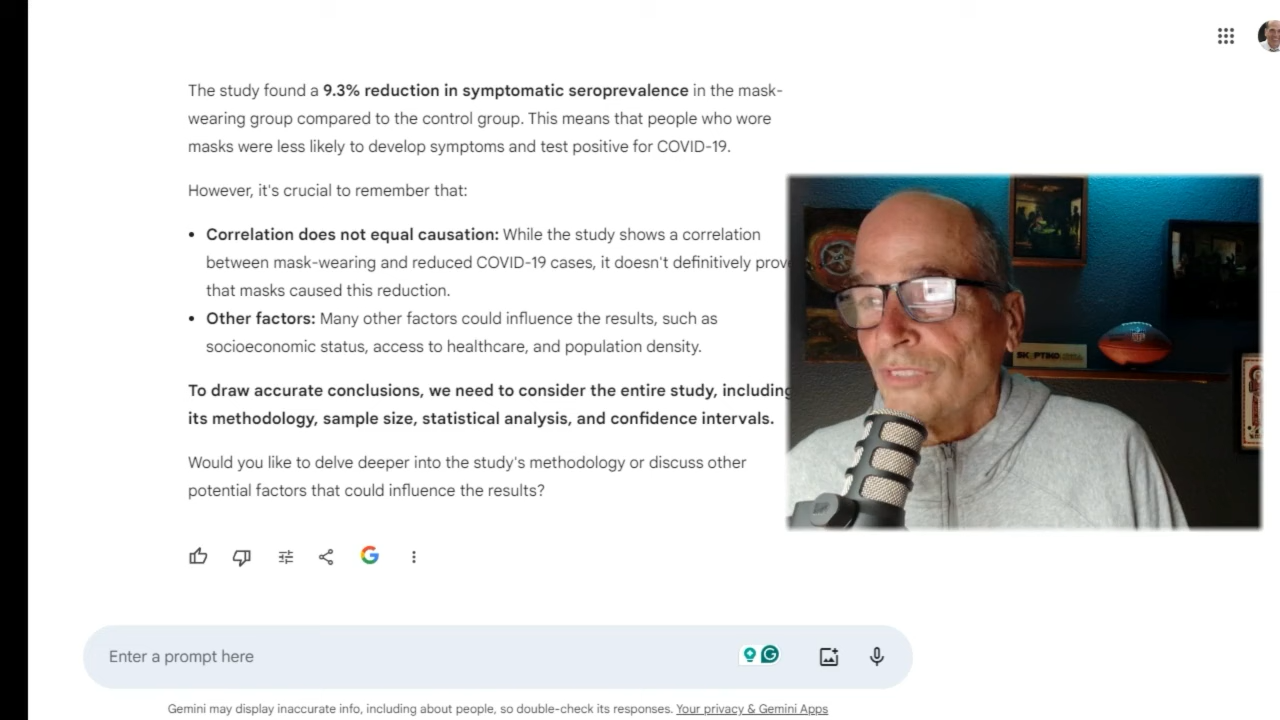 The study found a 9.3% reduction in symptomatic seroprevalence in the mask-
wearing group compared to the control group. This means that people who wore
masks were less likely to develop symptoms and test positive for COVID-19.
However, it's crucial to remember that:
• Correlation does not equal causation: While the study shows a correlation
between mask-wearing and reduced COVID-19 cases, it doesn't definitively
that masks caused this reduction.
• Other factors: Many other factors could influence the results, such as
socioeconomic status, access to healthcare, and population density.
To draw accurate conclusions, we need to consider the entire study, including
its methodology, sample size, statistical analysis, and confidence intervals.
Would you like to delve deeper into the study's methodology or discuss other
potential factors that could influence the results?
Enter a prompt here
Gemini may display inaccurate info, including about people, so double-check its responses. Your privacy & Gemini Apps